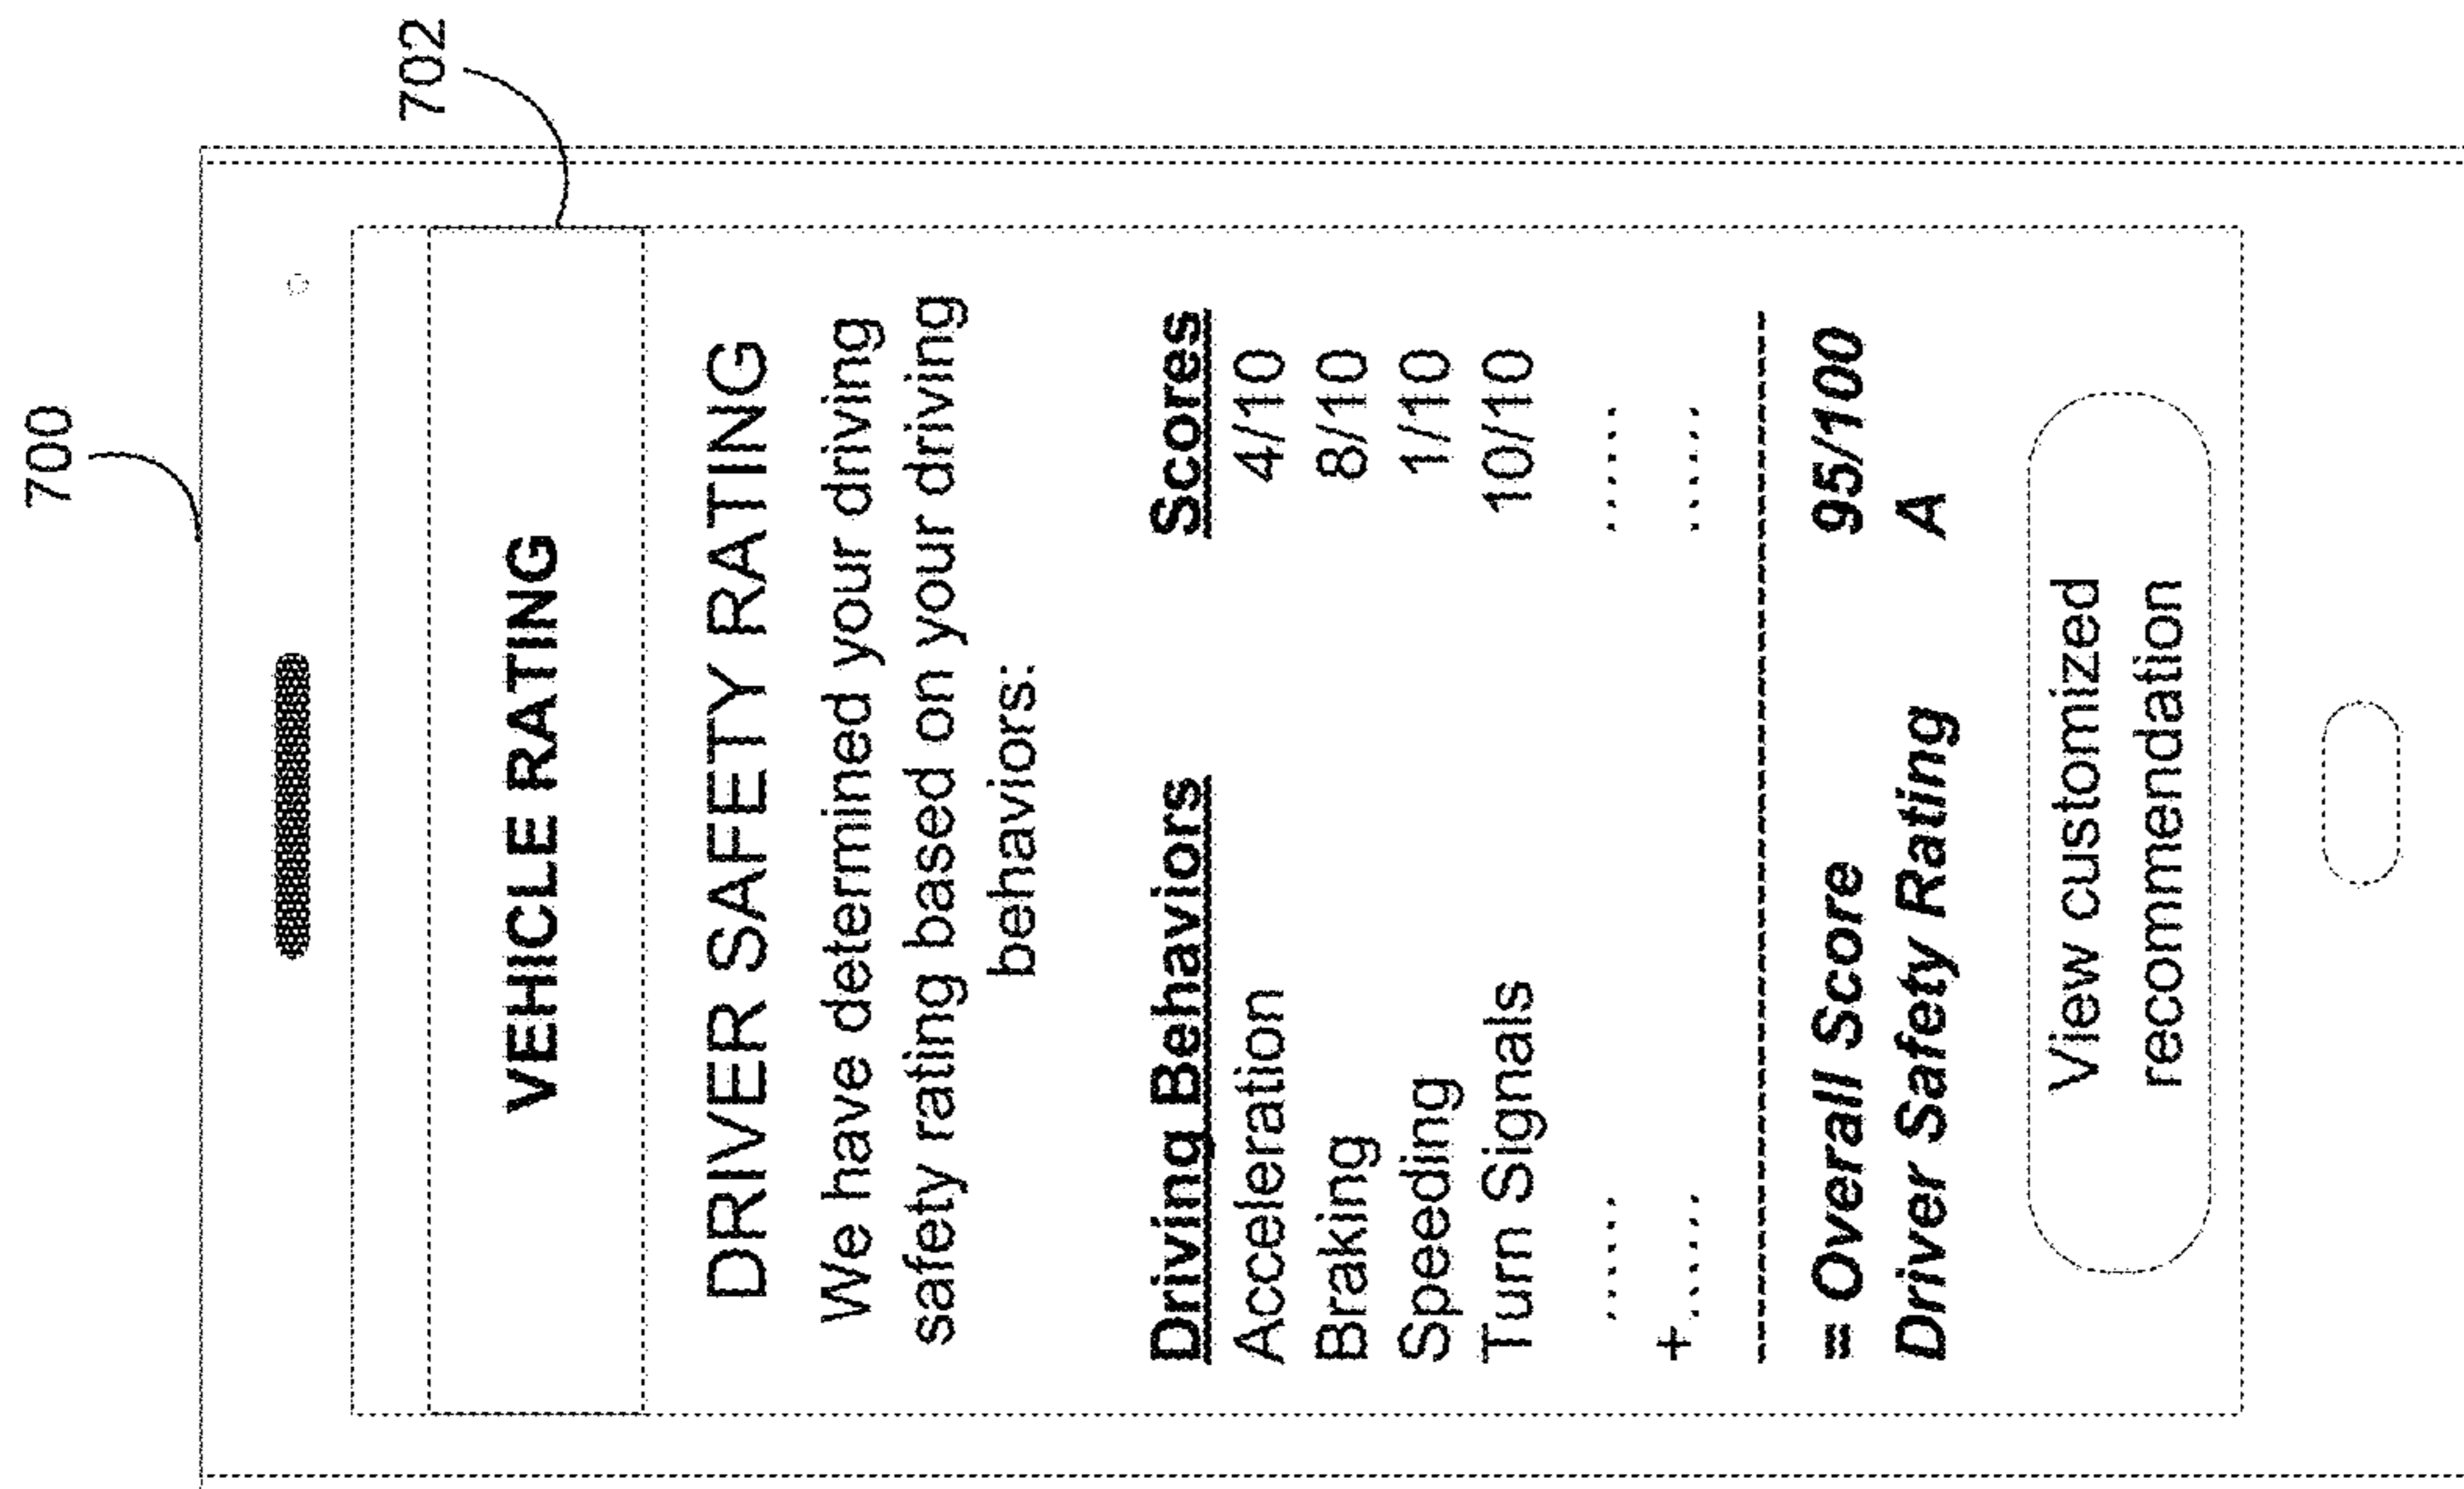 700
702
VEHICLE RATING
DRIVER SAFETY RATING
We have determined your driving
safety rating based on your driving
behaviors:
Driving Behaviors Scores
Acceleration 4/10
Braking 8/10
Speeding 1/10
Turn Signals 10/10
..... .....
+..... .....
= Overall Score 95/100
Driver Safety Rating A
View customized
recommendation